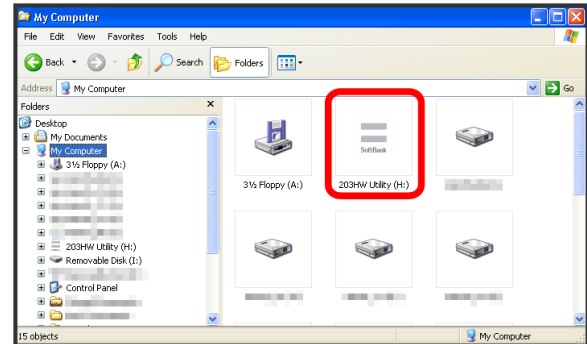 My Computer
File Edit View Favorites Tools Help
Back Search Folders
Address My Computer Go
Folders
Desktop
My Documents
My Computer
3½ Floppy (A:)
203HW Utility (H:)
Removable Disk (I:)
Control Panel
SoftBank
3½ Floppy (A:) 203HW Utility (H:)
15 objects My Computer